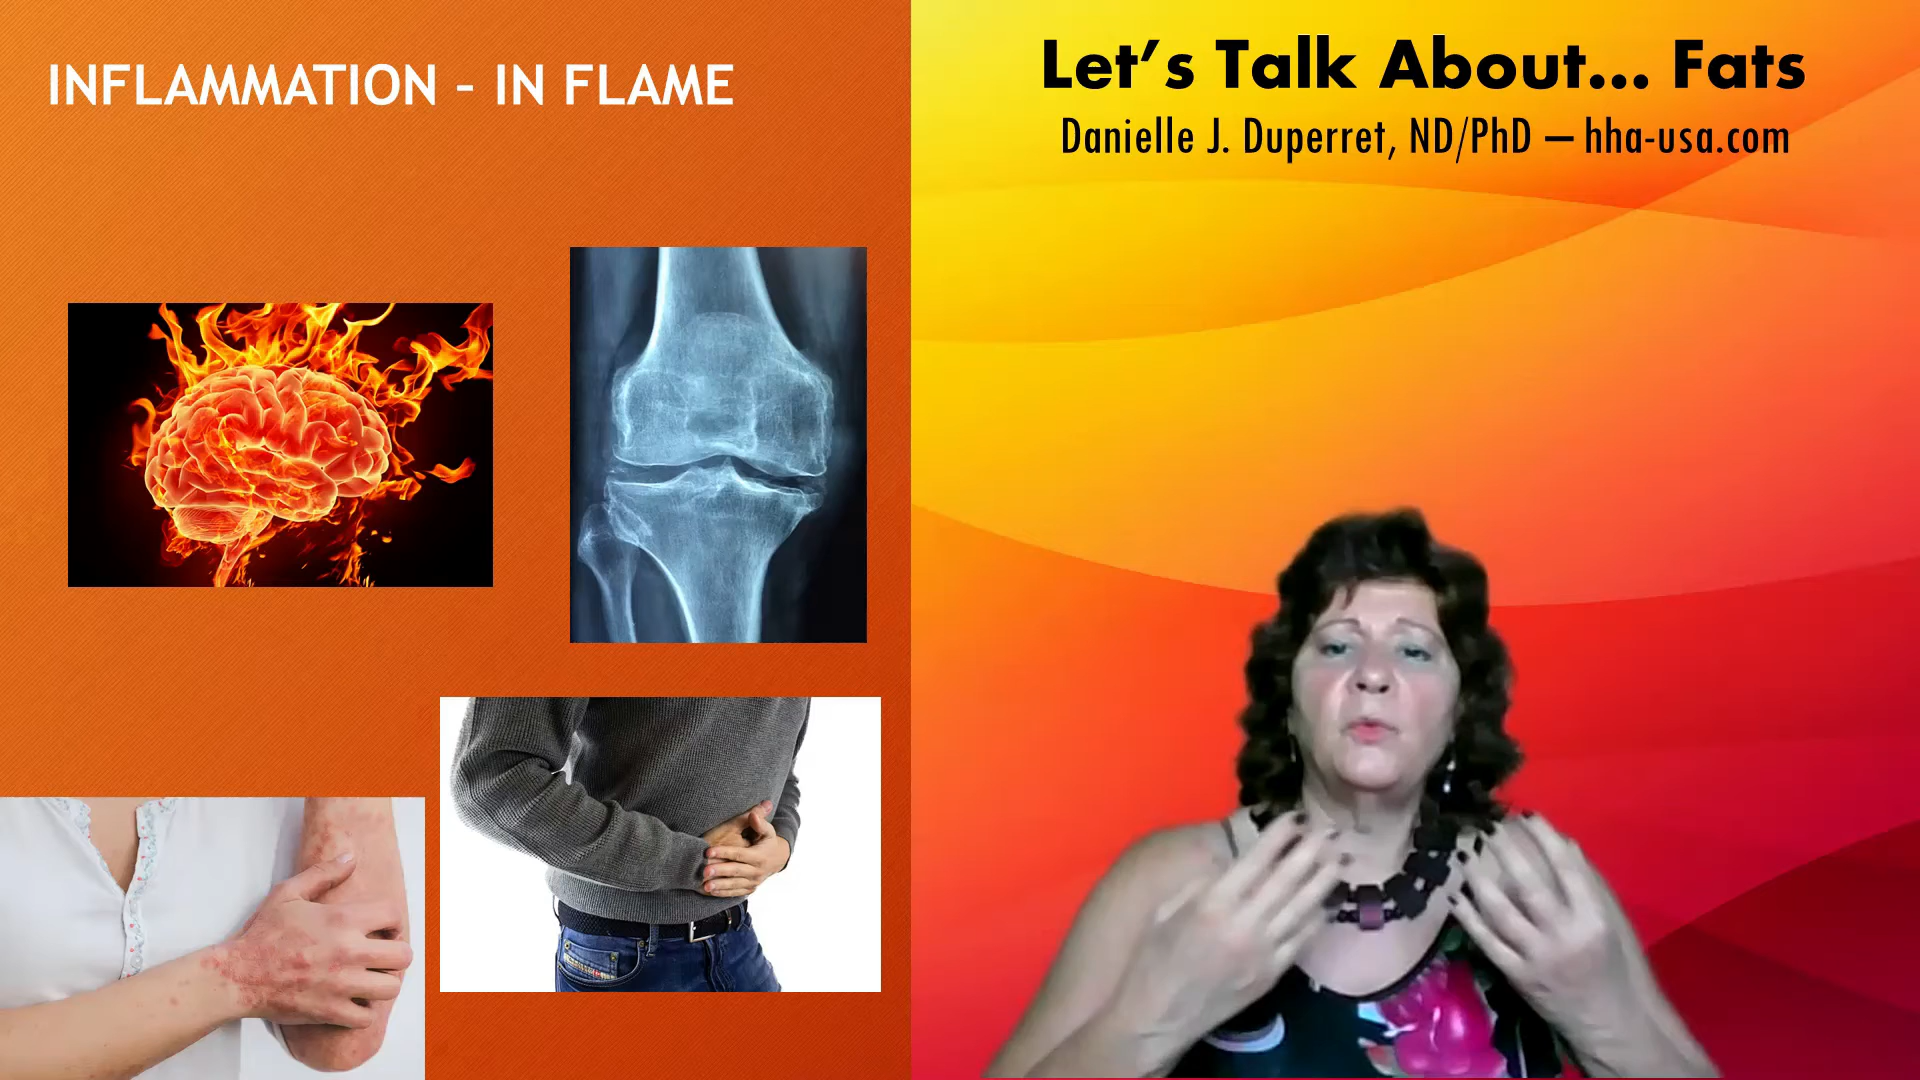 INFLAMMATION - IN FLAME
Let's Talk About... Fats
Danielle J. Duperret, ND/PhD – hha-usa.com